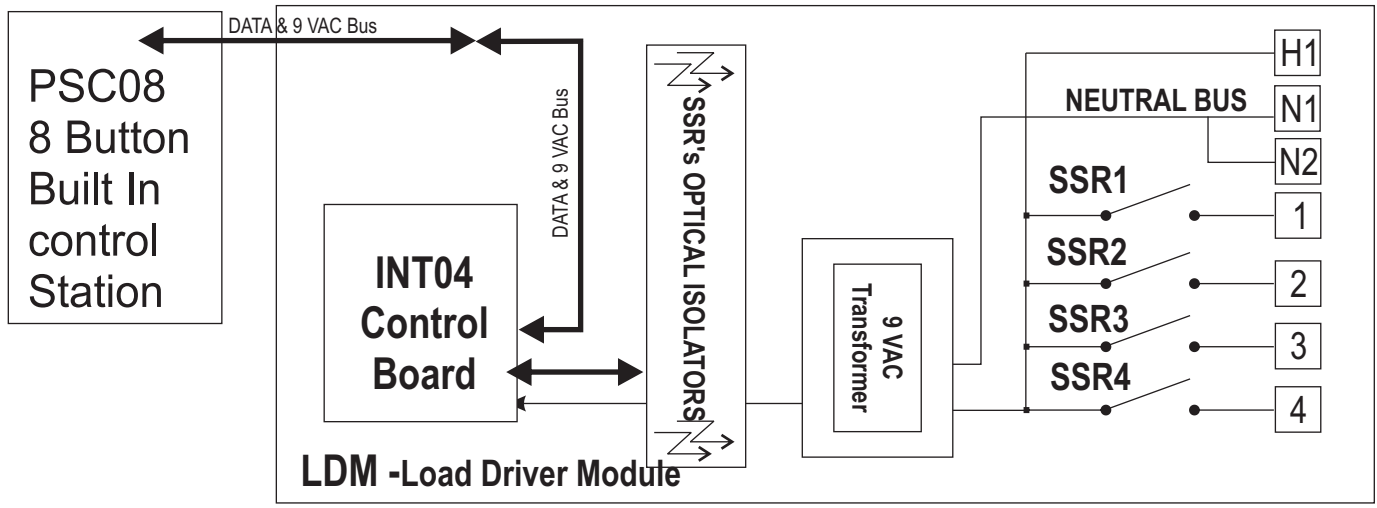 DATA & 9 VAC Bus
PSC08
8 Button
Built In
control
Station
DATA & 9 VAC Bus
INT04
Control
Board
SSR's OPTICAL ISOLATORS
9 VAC
Transformer
NEUTRAL BUS
H1
N1
N2
SSR1
1
SSR2
2
SSR3
3
SSR4
4
LDM -Load Driver Module